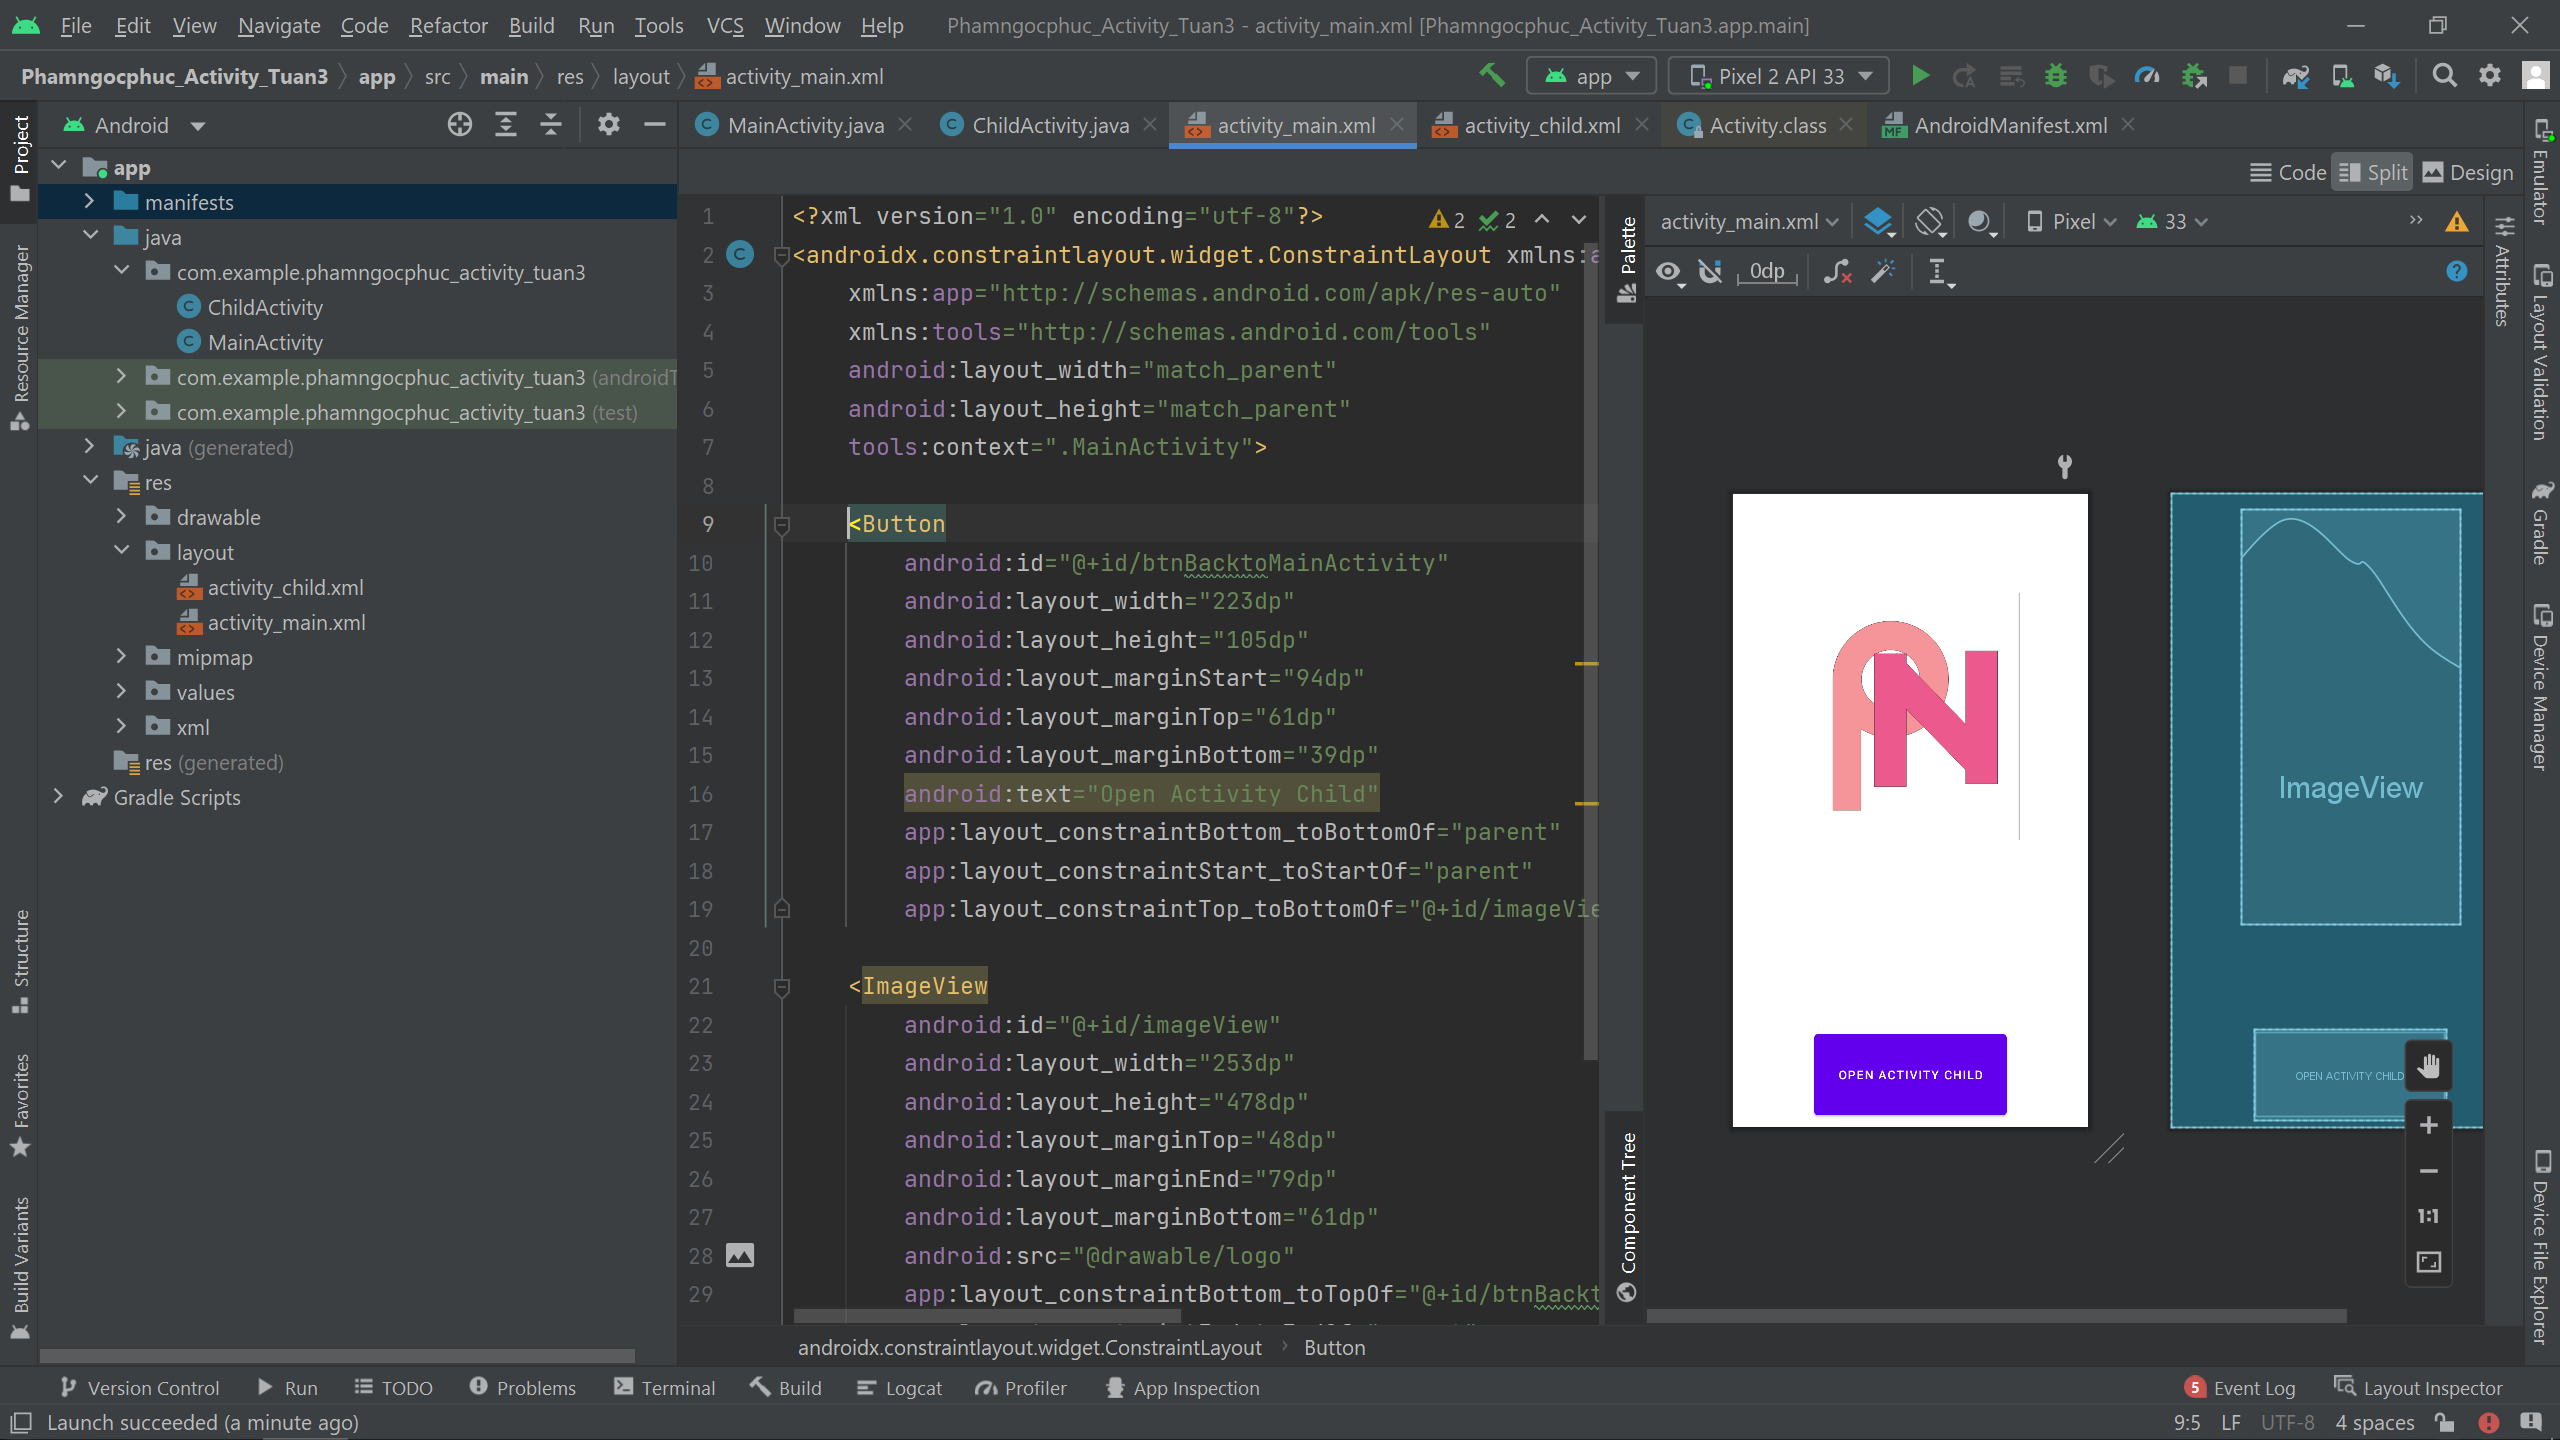 File Edit View Navigate Code Refactor Build Run Tools VCS Window Help Phamngocphuc_Activity_Tuan3 - activity_main.xml [Phamngocphuc_Activity_Tuan3.app.main]
Phamngocphuc_Activity_Tuan3 app src main res layout activity_main.xml app Pixel 2 API 33
Android
MainActivity.java ChildActivity.java activity_main.xml activity_child.xml Activity.class AndroidManifest.xml
Code Split Design
Project
Resource Manager
Structure
Favorites
Build Variants
app
manifests
java
com.example.phamngocphuc_activity_tuan3
ChildActivity
MainActivity
com.example.phamngocphuc_activity_tuan3 (androidT
com.example.phamngocphuc_activity_tuan3 (test)
java (generated)
res
drawable
layout
activity_child.xml
activity_main.xml
mipmap
values
xml
res (generated)
Gradle Scripts
2 2
1 <?xml version="1.0" encoding="utf-8"?>
2 <androidx.constraintlayout.widget.ConstraintLayout xmlns:a
3 xmlns:app="http://schemas.android.com/apk/res-auto"
4 xmlns:tools="http://schemas.android.com/tools"
5 android:layout_width="match_parent"
6 android:layout_height="match_parent"
7 tools:context=".MainActivity">
8
9 <Button
10 android:id="@+id/btnBacktoMainActivity"
11 android:layout_width="223dp"
12 android:layout_height="105dp"
13 android:layout_marginStart="94dp"
14 android:layout_marginTop="61dp"
15 android:layout_marginBottom="39dp"
16 android:text="Open Activity Child"
17 app:layout_constraintBottom_toBottomOf="parent"
18 app:layout_constraintStart_toStartOf="parent"
19 app:layout_constraintTop_toBottomOf="@+id/imageVie
20
21 <ImageView
22 android:id="@+id/imageView"
23 android:layout_width="253dp"
24 android:layout_height="478dp"
25 android:layout_marginTop="48dp"
26 android:layout_marginEnd="79dp"
27 android:layout_marginBottom="61dp"
28 android:src="@drawable/logo"
29 app:layout_constraintBottom_toTopOf="@+id/btnBackt
androidx.constraintlayout.widget.ConstraintLayout Button
Palette
Component Tree
activity_main.xml Pixel 33
0dp
OPEN ACTIVITY CHILD
ImageView
OPEN ACTIVITY CHILD
1:1
Attributes
Emulator
Layout Validation
Gradle
Device Manager
Device File Explorer
Version Control Run TODO Problems Terminal Build Logcat Profiler App Inspection 5 Event Log Layout Inspector
Launch succeeded (a minute ago) 9:5 LF UTF-8 4 spaces